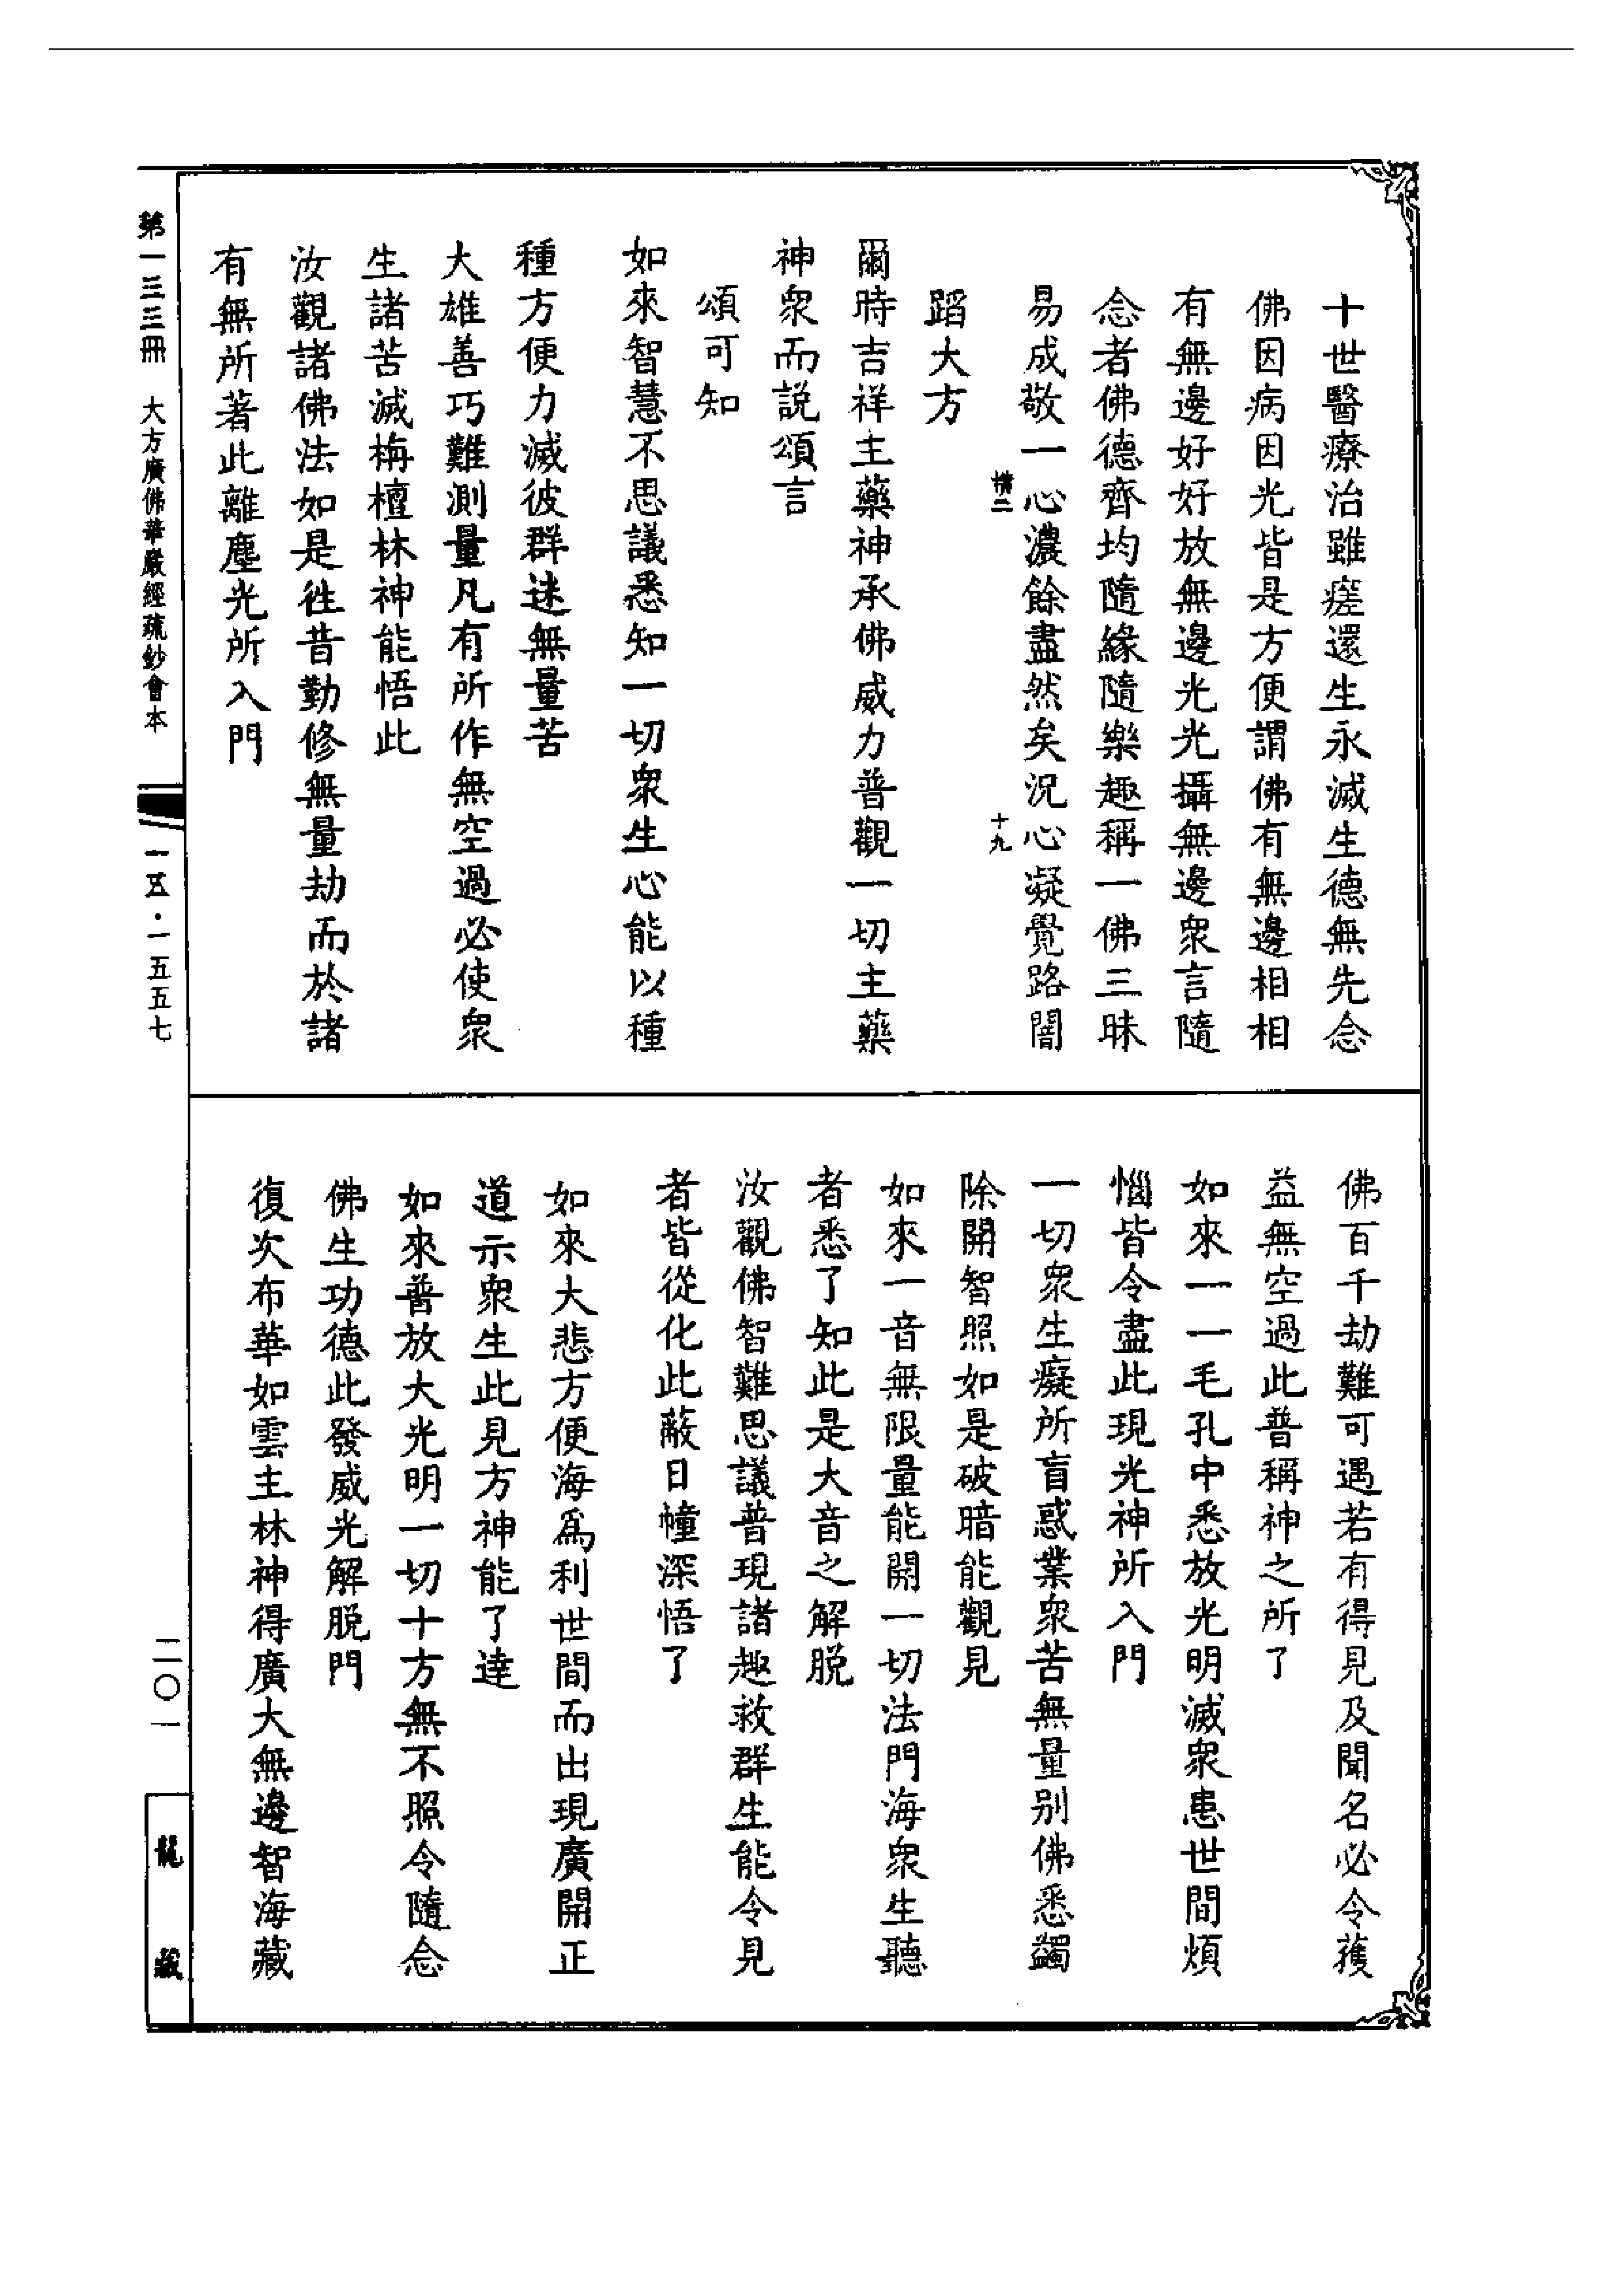 十世醫療治雖瘥還生永滅生德無先念
佛因病因光皆是方便謂佛有無邊相相
有無邊好好放無邊光光攝無邊衆言隨
念者佛德齊均隨緣隨樂趣稱一佛三昧
易成敬一心濃餘盡然矣況心凝覺路闇
橫二 十九
蹈大方
爾時吉祥主藥神承佛威力普觀一切主藥
神衆而説頌言
頌可知
如來智慧不思議悉知一切衆生心能以種
種方便力滅彼群迷無量苦
大雄善巧難測量凡有所作無空過必使衆
生諸苦滅栴檀林神能悟此
汝觀諸佛法如是徃昔勤修無量劫而於諸
有無所著此離塵光所入門
佛百千劫難可遇若有得見及聞名必令獲
益無空過此普稱神之所了
如來一一毛孔中悉放光明滅衆患世間煩
惱皆令盡此現光神所入門
一切衆生癡所盲惑業衆苦無量别佛悉蠲
除開智照如是破暗能觀見
如來一音無限量能開一切法門海衆生聽
者悉了知此是大音之解脱
汝觀佛智難思議普現諸趣救群生能令見
者皆從化此蔽日幢深悟了
如來大悲方便海爲利世間而出現廣開正
道示衆生此見方神能了達
如來普放大光明一切十方無不照令隨念
佛生功德此發威光解脱門
復次布華如雲主林神得廣大無邊智海藏
第一三三冊 大方廣佛華嚴經疏鈔會本 一五·一五五七 二〇一 龍藏